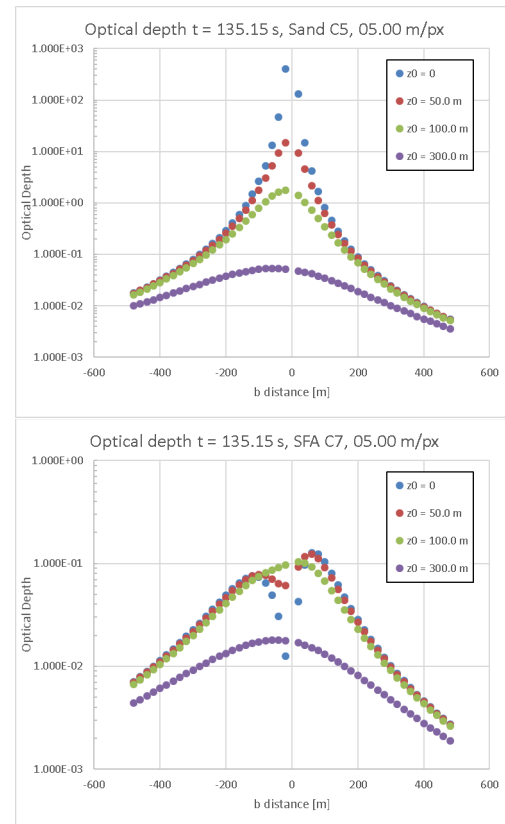 Optical depth t = 135.15 s, Sand C5, 05.00 m/px
1.000E+03
1.000E+02
1.000E+01
1.000E+00
1.000E-01
1.000E-02
1.000E-03
Optical Depth
z0 = 0
z0 = 50.0 m
z0 = 100.0 m
z0 = 300.0 m
-600
-400
-200
0
200
400
600
b distance [m]
Optical depth t = 135.15 s, SFA C7, 05.00 m/px
1.000E+00
1.000E-01
1.000E-02
1.000E-03
Optical Depth
z0 = 0
z0 = 50.0 m
z0 = 100.0 m
z0 = 300.0 m
-600
-400
-200
0
200
400
600
b distance [m]